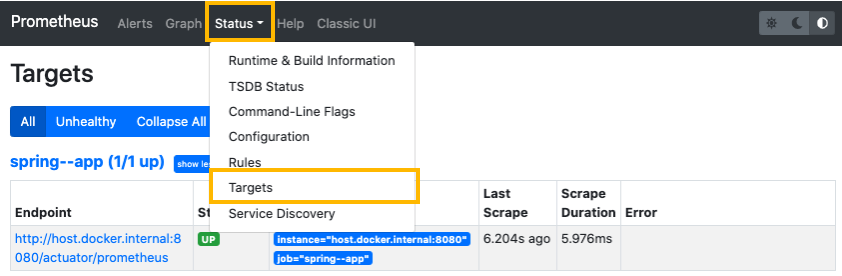 Prometheus Alerts Graph Status Help Classic UI
Targets
Runtime & Build Information
TSDB Status
Command-Line Flags
Configuration
Rules
Targets
Service Discovery
All Unhealthy Collapse All
spring--app (1/1 up) show le
Endpoint St Last Scrape Scrape Duration Error
http://host.docker.internal:8
080/actuator/prometheus
UP
instance="host.docker.internal:8080"
job="spring--app"
6.204s ago
5.976ms